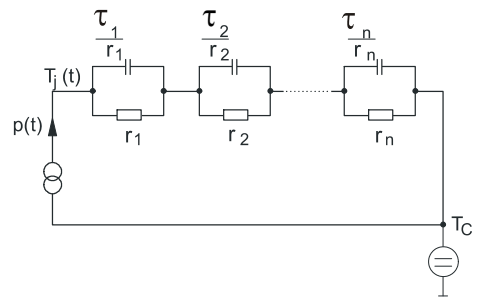 τ1/r1 τ2/r2 τn/rn
Tj (t)
r1 r2 rn
p(t)
TC